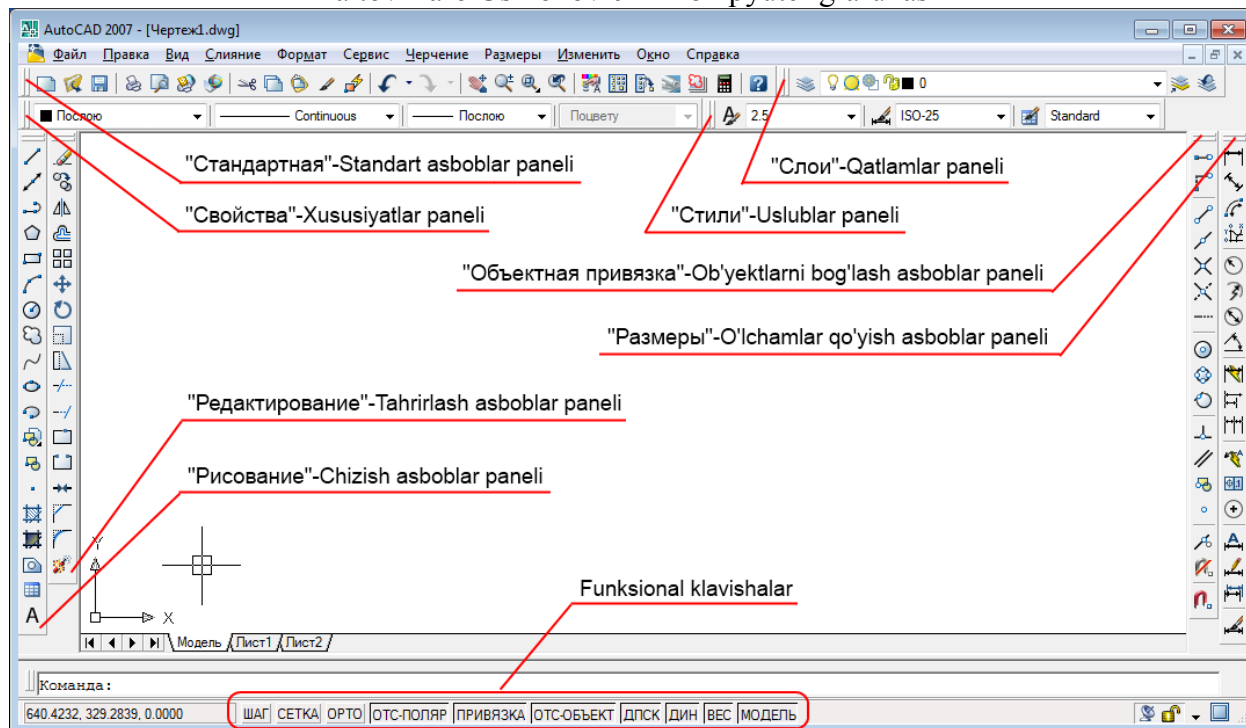 AutoCAD 2007 - [Чертеж1.dwg]
Файл Правка Вид Слияние Формат Сервис Черчение Размеры Изменить Окно Справка
0
Послою Continuous Послою Поцвету 2.5 ISO-25 Standard
"Стандартная"-Standart asboblar paneli
"Слои"-Qatlamlar paneli
"Свойства"-Xususiyatlar paneli
"Стили"-Uslublar paneli
"Объектная привязка"-Ob'yektlarni bog'lash asboblar paneli
"Размеры"-O'lchamlar qo'yish asboblar paneli
"Редактирование"-Tahrirlash asboblar paneli
"Рисование"-Chizish asboblar paneli
Y
Funksional klavishalar
A
X
Модель Лист1 Лист2
Команда:
640.4232, 329.2839, 0.0000 ШАГ СЕТКА ОРТО ОТС-ПОЛЯР ПРИВЯЗКА ОТС-ОБЪЕКТ ДПСК ДИН ВЕС МОДЕЛЬ